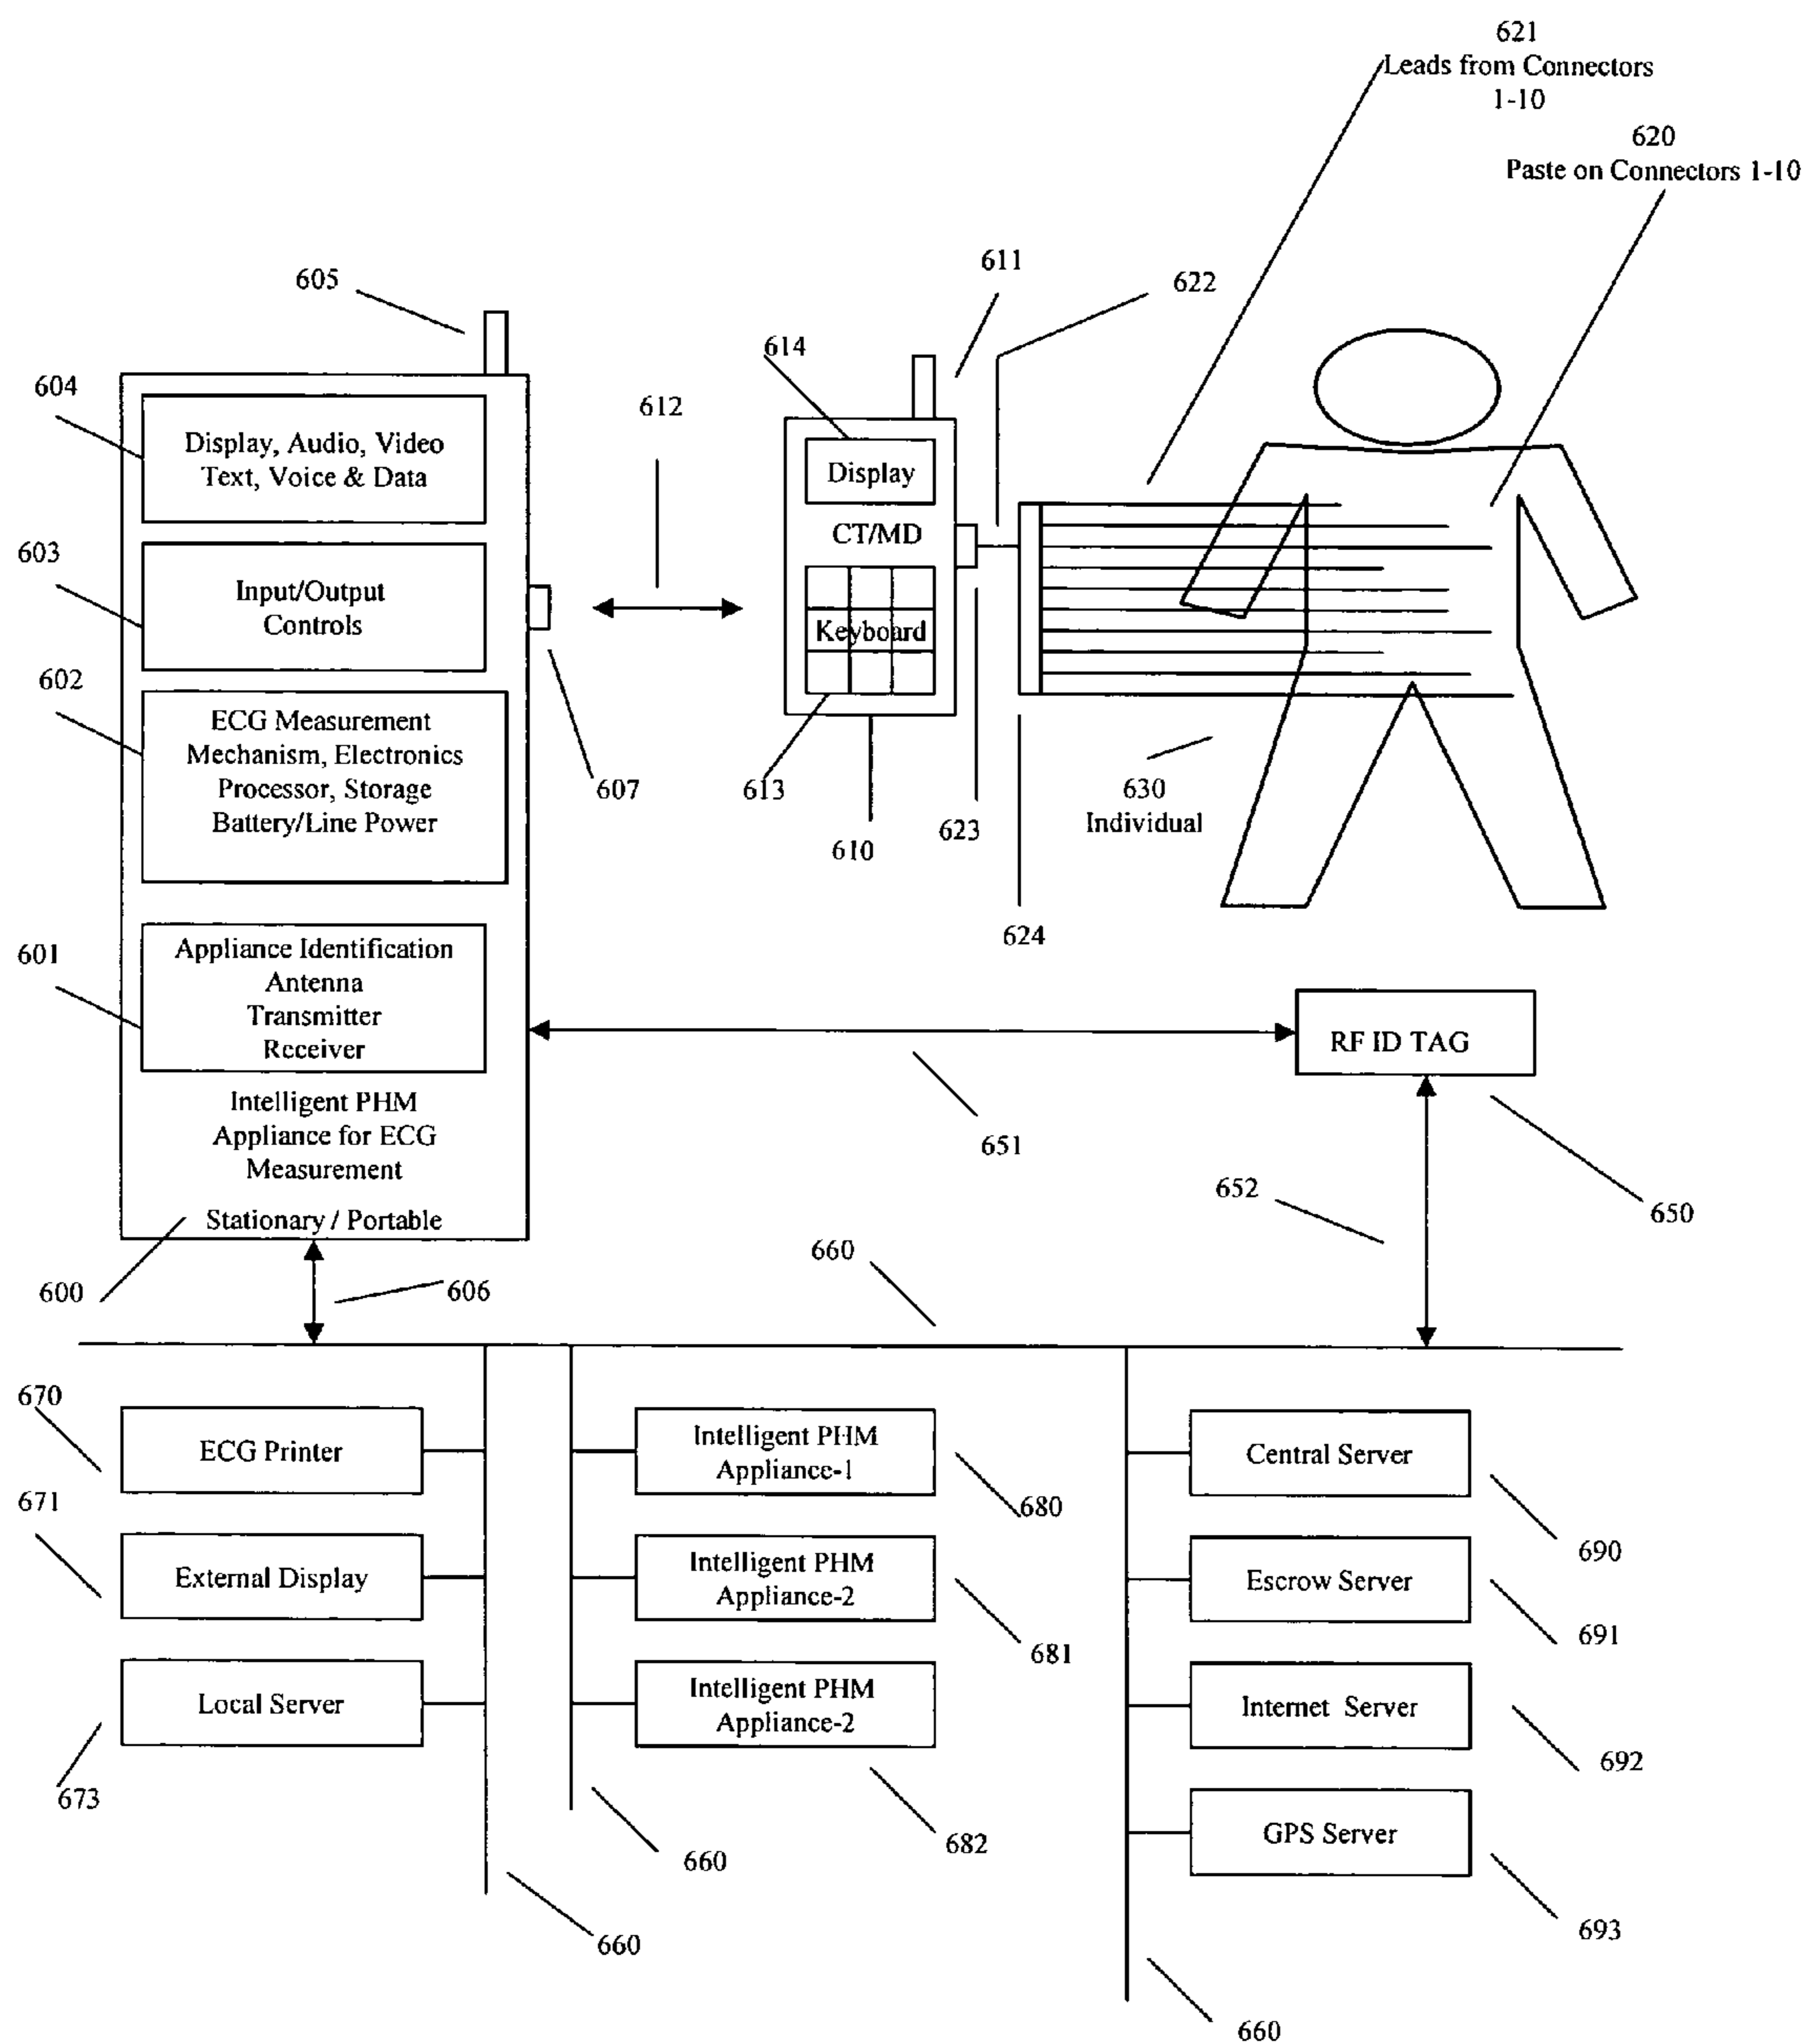 621
Leads from Connectors
1-10
620
Paste on Connectors 1-10
605
611
622
614
604
612
Display, Audio, Video
Text, Voice & Data
Display
CT/MD
603
Input/Output
Controls
Keyboard
602
ECG Measurement
Mechanism, Electronics
Processor, Storage
Battery/Line Power
607
613
623
610
630
Individual
624
601
Appliance Identification
Antenna
Transmitter
Receiver
RF ID TAG
651
Intelligent PHM
Appliance for ECG
Measurement
Stationary / Portable
652
650
600
606
660
670
ECG Printer
Intelligent PHM
Appliance-1
Central Server
680
671
690
External Display
Intelligent PHM
Appliance-2
Escrow Server
681
691
Local Server
Intelligent PHM
Appliance-2
Internet Server
673
692
682
GPS Server
660
660
693
660